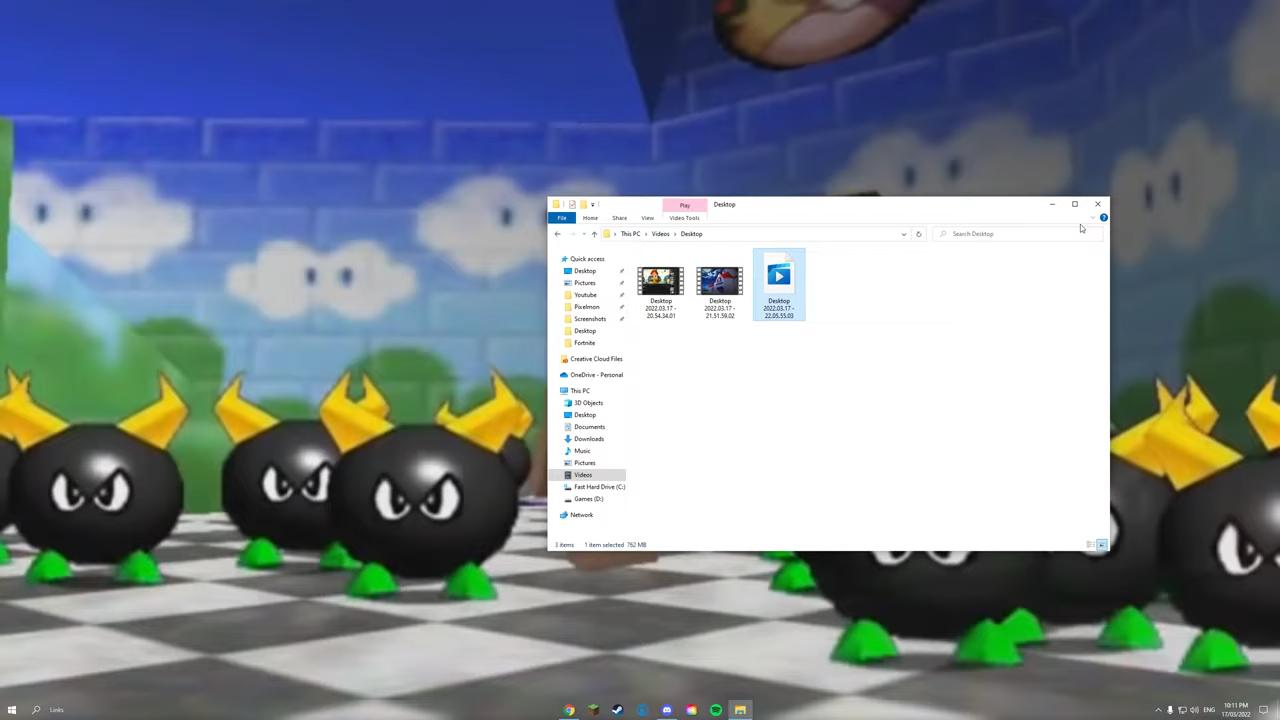 Play
Desktop
File
Home
Share
View
Video Tools
This PC
Videos
Desktop
Search Desktop
Quick access
Desktop
Pictures
Youtube
Pixelmon
Screenshots
Desktop
Fortnite
Creative Cloud Files
OneDrive - Personal
This PC
3D Objects
Desktop
Documents
Downloads
Music
Pictures
Videos
Fast Hard Drive (C:)
Games (D:)
Network
Desktop
2022.03.17 -
20.54.34.01
Desktop
2022.03.17 -
21.51.59.02
Desktop
2022.03.17 -
22.05.55.03
3 items
1 item selected 762 MB
Links
ENG
10:11 PM
17/03/2022